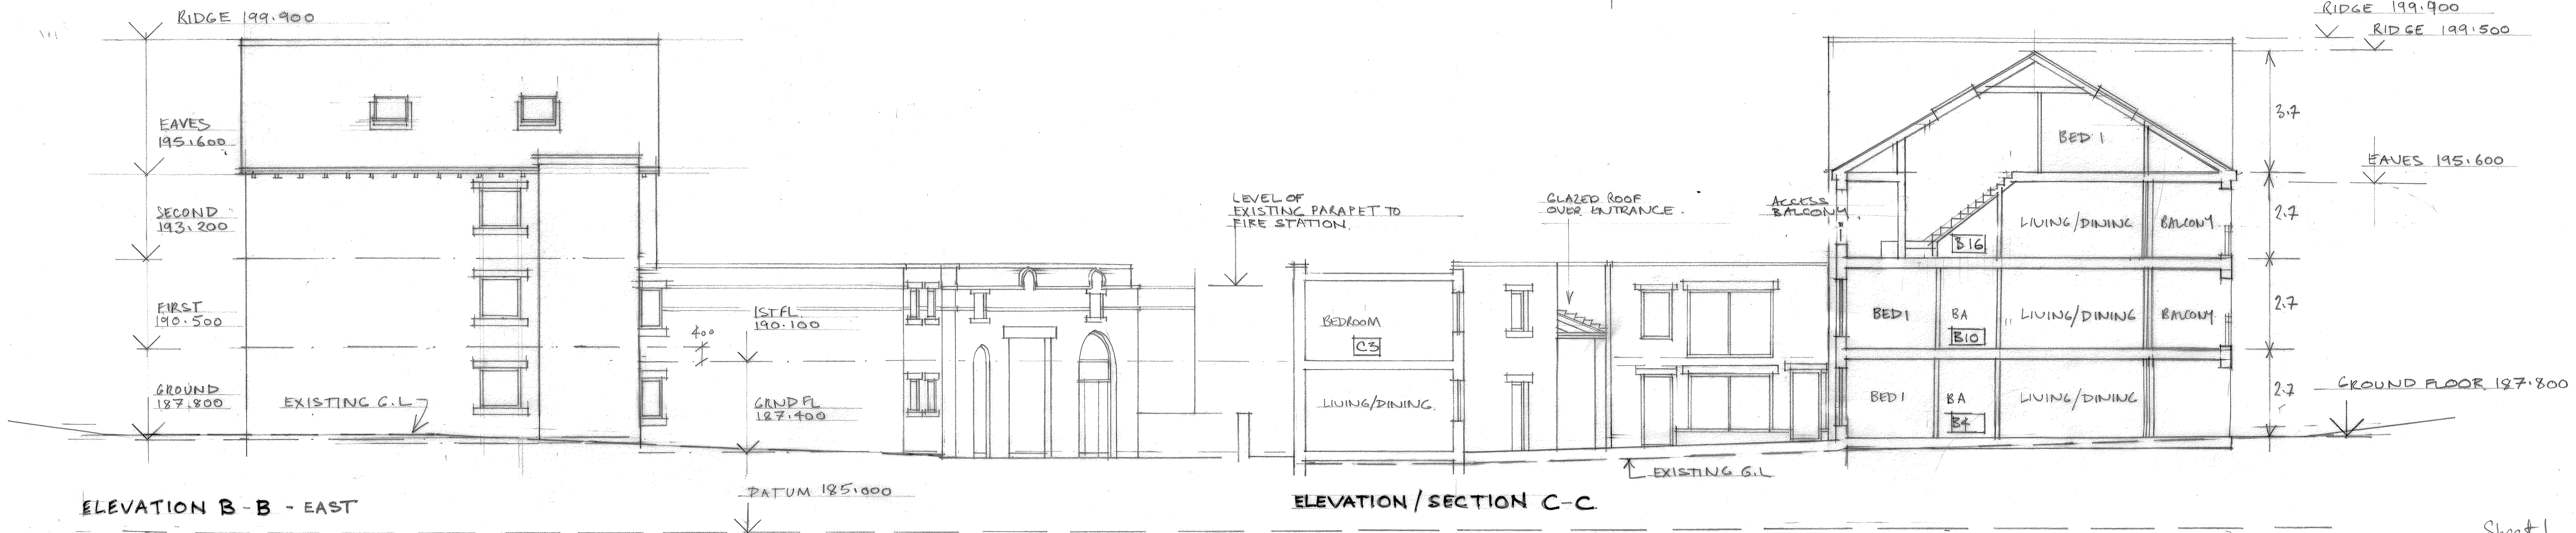 RIDGE 199.900
EAVES
195.600
SECOND
193.200
FIRST
190.500
GROUND
187.800
EXISTING G.L
400
1ST FL.
190.100
GRND FL
187.400
DATUM 185.000
ELEVATION B-B - EAST
LEVEL OF
EXISTING PARAPET TO
FIRE STATION.
GLAZED ROOF
OVER ENTRANCE.
ACCESS
BALCONY.
BEDROOM
C3
LIVING/DINING.
EXISTING G.L
ELEVATION/SECTION C-C
BED 1
LIVING/DINING
BALCONY
B16
BED 1
BA
LIVING/DINING
BALCONY
B10
BED 1
BA
LIVING/DINING
B4
RIDGE 199.900
RIDGE 199.500
3.7
EAVES 195.600
2.7
2.7
2.7
GROUND FLOOR 187.800
Sheet 1